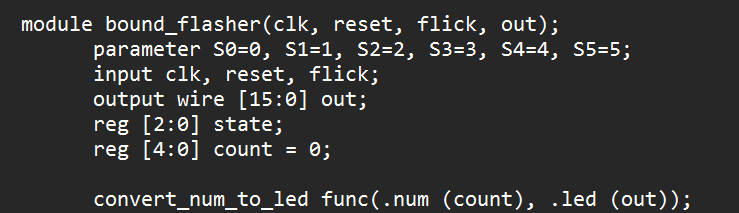 module bound_flasher(clk, reset, flick, out);
parameter S0=0, S1=1, S2=2, S3=3, S4=4, S5=5;
input clk, reset, flick;
output wire [15:0] out;
reg [2:0] state;
reg [4:0] count = 0;
convert_num_to_led func(.num (count), .led (out));